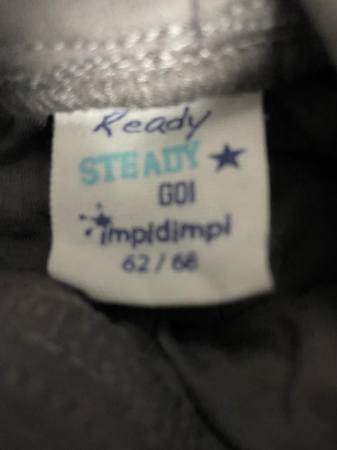 Ready
STEADY
GO!
impidimpi
62 / 68